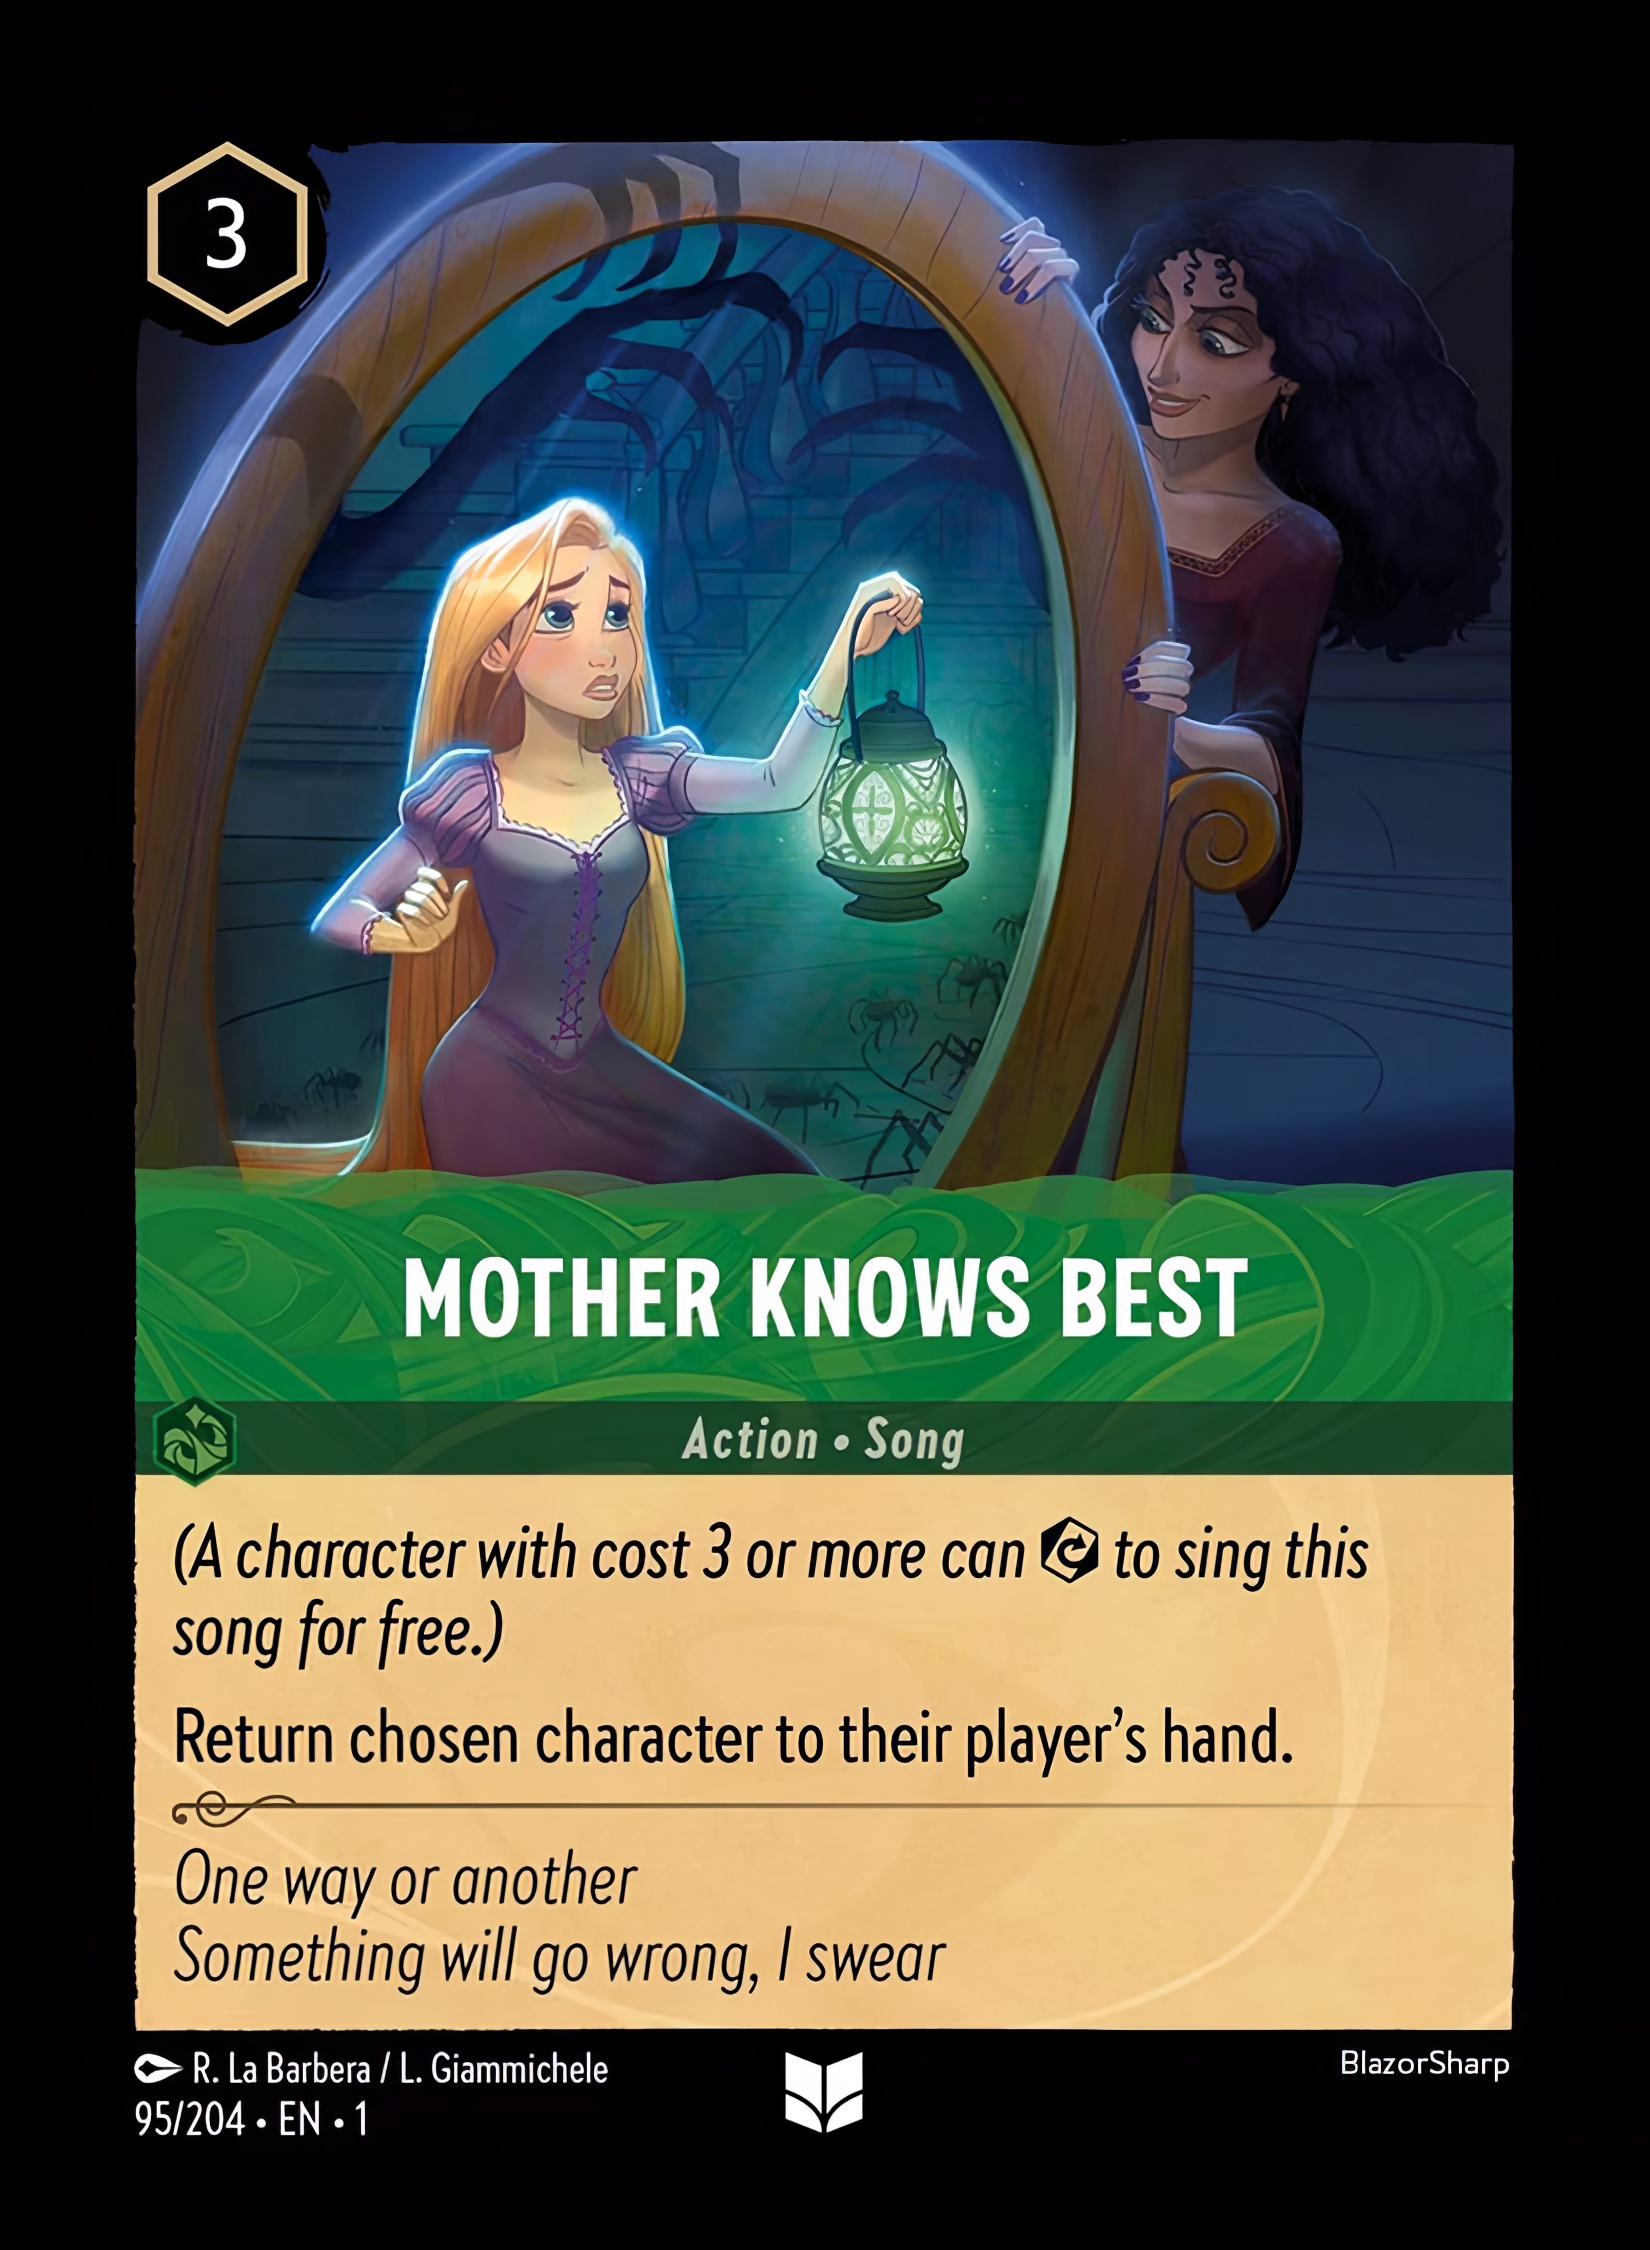 3
MOTHER KNOWS BEST
Action • Song
(A character with cost 3 or more can to sing this
song for free.)
Return chosen character to their player’s hand.
One way or another
Something will go wrong, I swear
R. La Barbera / L. Giammichele
BlazorSharp
95/204 • EN • 1